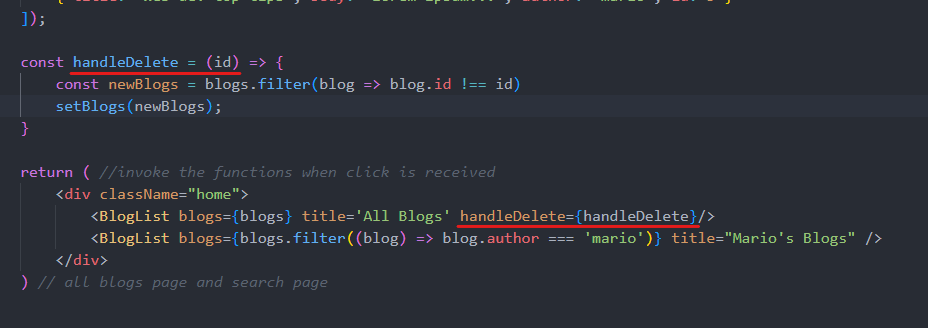 ]);
const handleDelete = (id) => {
const newBlogs = blogs.filter(blog => blog.id !== id)
setBlogs(newBlogs);
}
return ( //invoke the functions when click is received
<div className="home">
<BlogList blogs={blogs} title='All Blogs' handleDelete={handleDelete}/>
<BlogList blogs={blogs.filter((blog) => blog.author === 'mario')} title="Mario's Blogs" />
</div>
) // all blogs page and search page